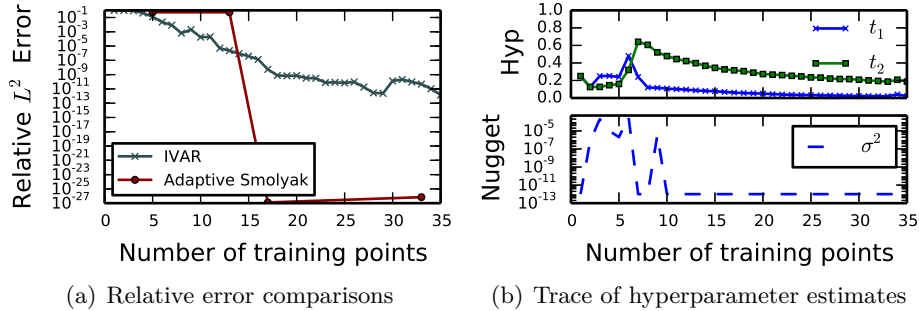 Relative L² Error
10⁻¹
10⁻³
10⁻⁵
10⁻⁷
10⁻⁹
10⁻¹¹
10⁻¹³
10⁻¹⁵
10⁻¹⁷
10⁻¹⁹
10⁻²¹
10⁻²³
10⁻²⁵
10⁻²⁷
IVAR
Adaptive Smolyak
0 5 10 15 20 25 30 35
Number of training points
(a) Relative error comparisons
Hyp
1.0
0.8
0.6
0.4
0.2
0.0
t₁
t₂
Nugget
10⁻⁵
10⁻⁷
10⁻⁹
10⁻¹¹
10⁻¹³
σ²
0 5 10 15 20 25 30 35
Number of training points
(b) Trace of hyperparameter estimates